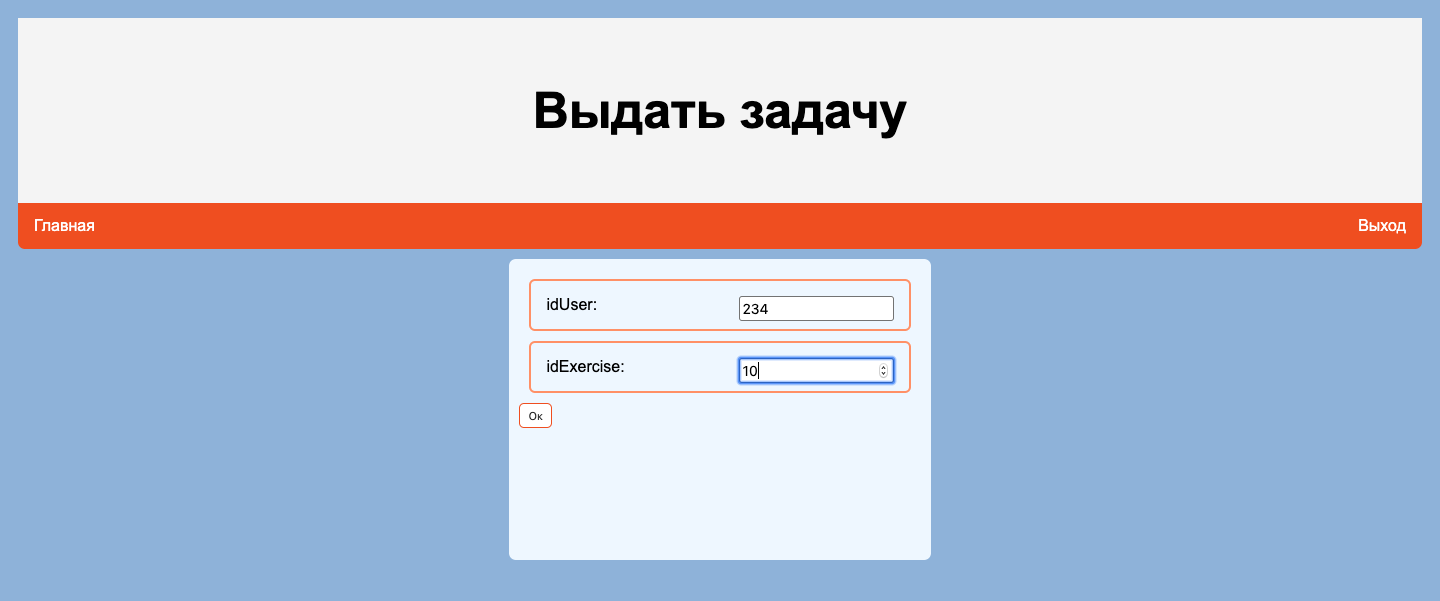 Выдать задачу
Главная Выход
idUser: 234
idExercise: 10
Ок